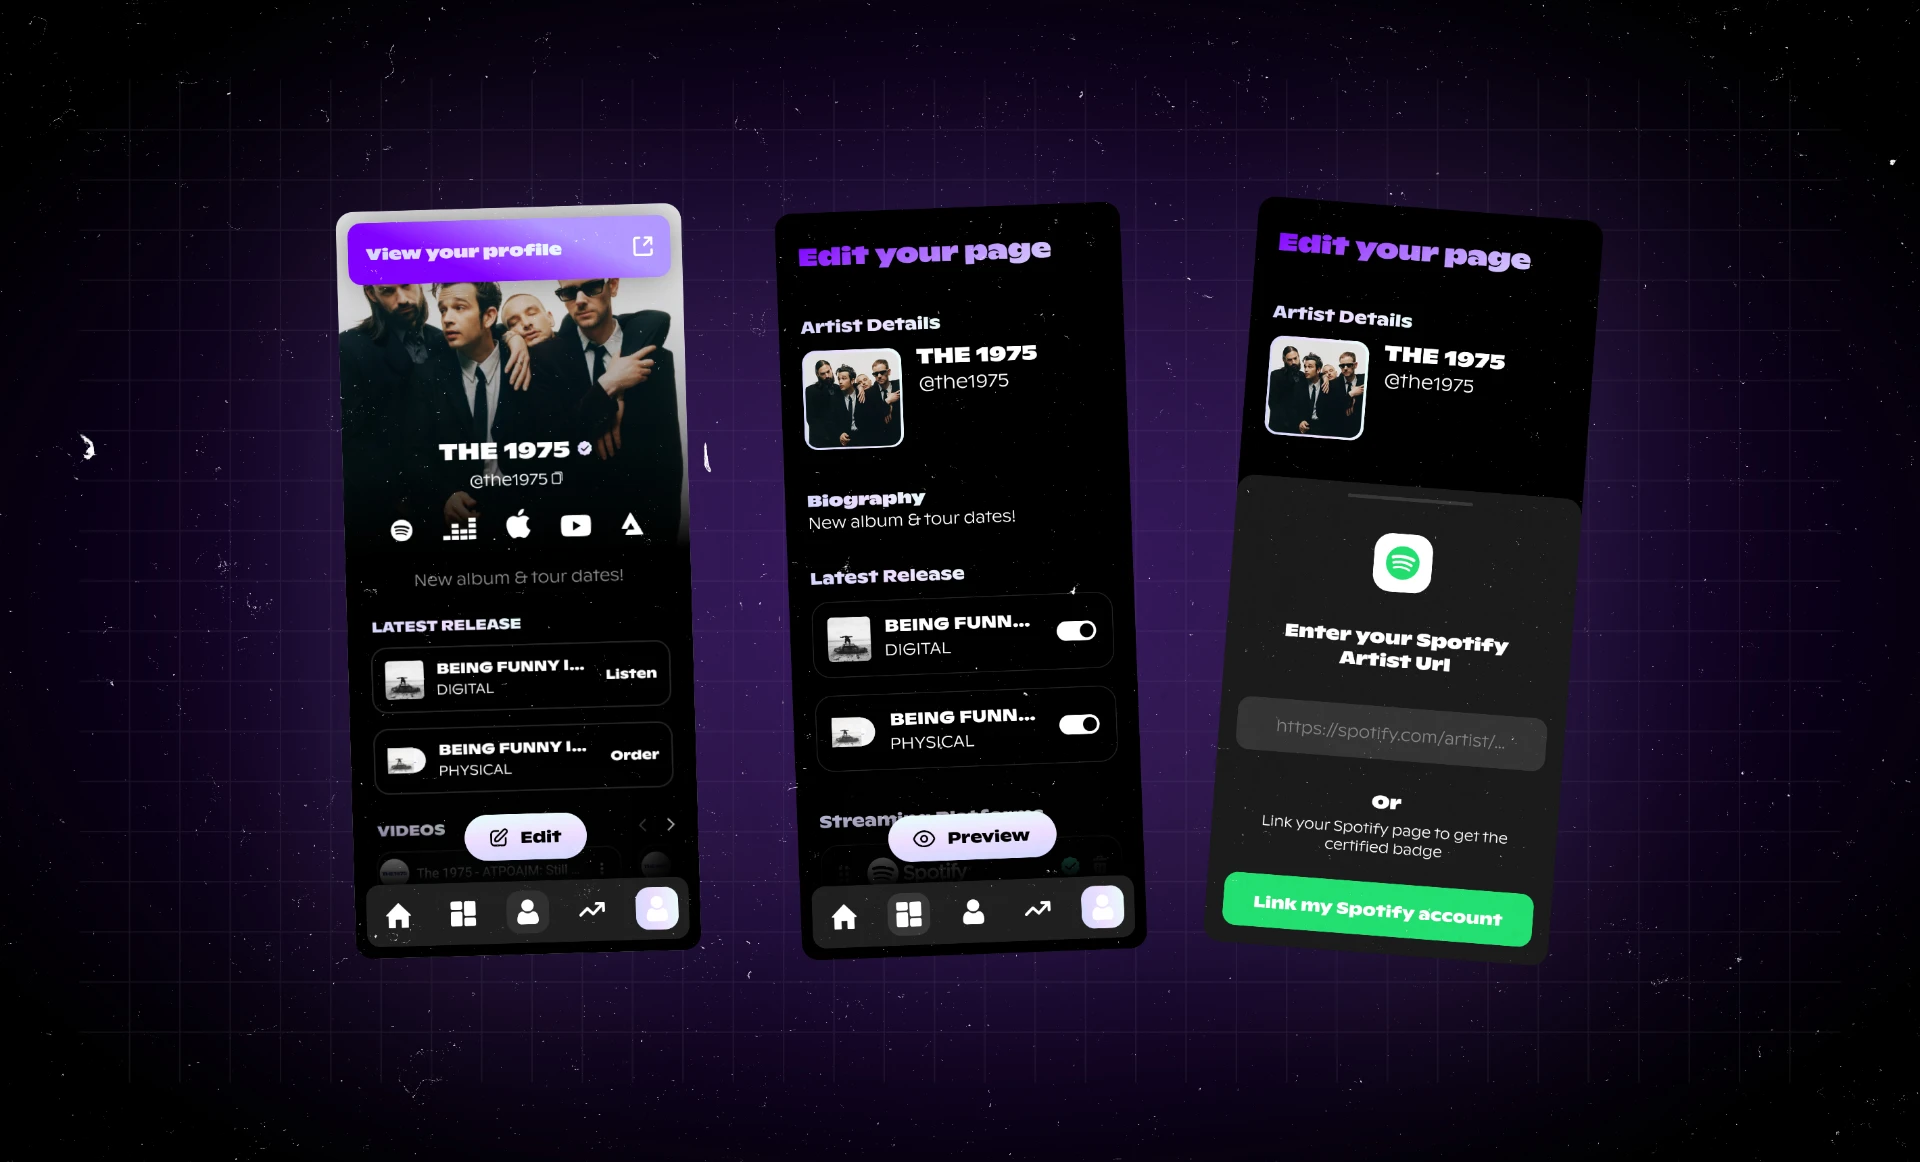 View your profile
THE 1975
@the1975
New album & tour dates!
LATEST RELEASE
BEING FUNNY I...
DIGITAL
Listen
BEING FUNNY I...
PHYSICAL
Order
VIDEOS
Edit
The 1975 - ATPOAIM: Still ...
Edit your page
Artist Details
THE 1975
@the1975
Biography
New album & tour dates!
Latest Release
BEING FUNN...
DIGITAL
BEING FUNN...
PHYSICAL
Streaming Platforms
Preview
Spotify
Edit your page
Artist Details
THE 1975
@the1975
Enter your Spotify
Artist Url
https://spotify.com/artist/...
Or
Link your Spotify page to get the
certified badge
Link my Spotify account